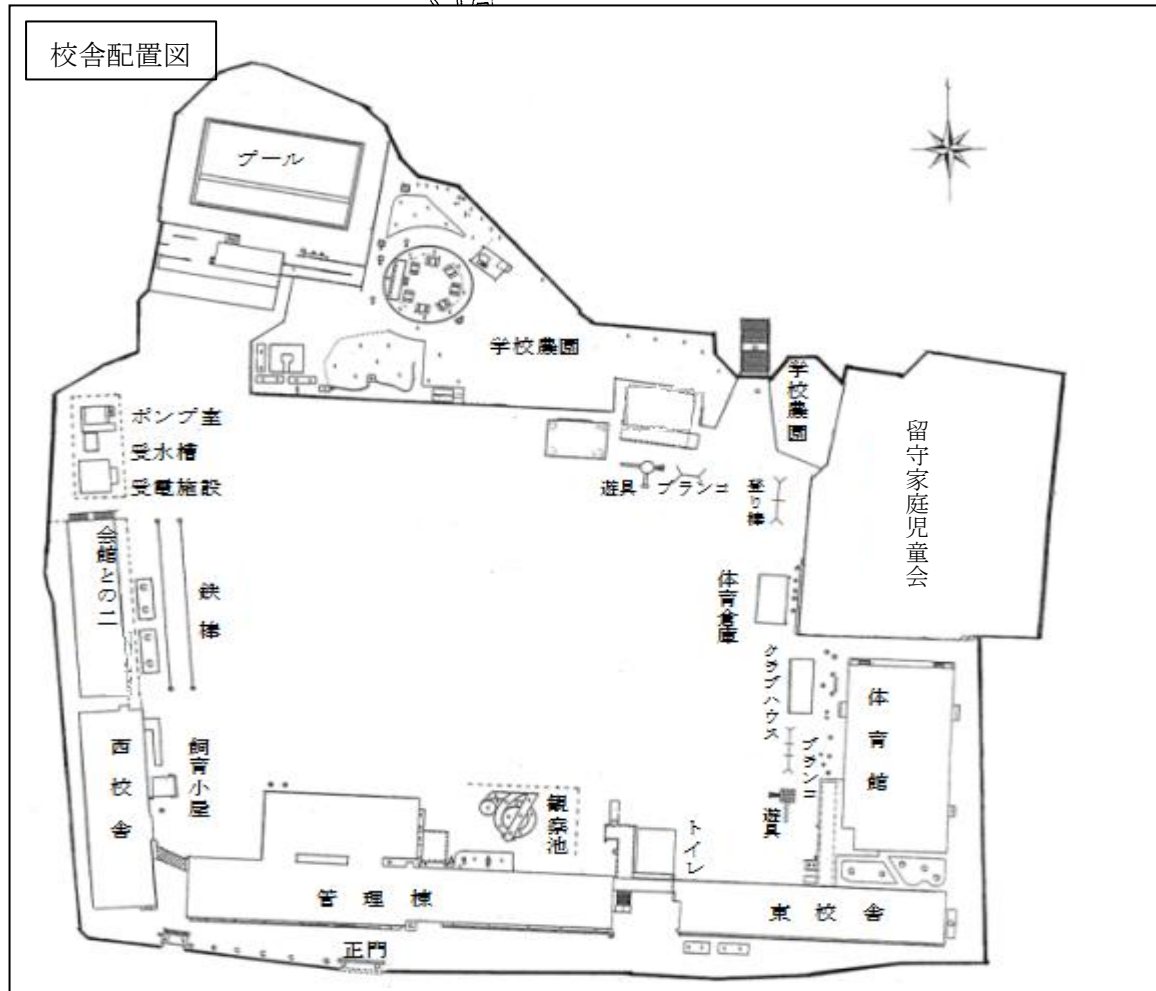 校舎配置図
プール
学校農園
学校農園
留守家庭児童会
ポンプ室
受水槽
受電施設
遊具
ブランコ
登り棒
会館との二
鉄棒
体育倉庫
クラブハウス
体育館
ブランコ
遊具
西校舎
飼育小屋
観察池
トイレ
管理棟
東校舎
正門